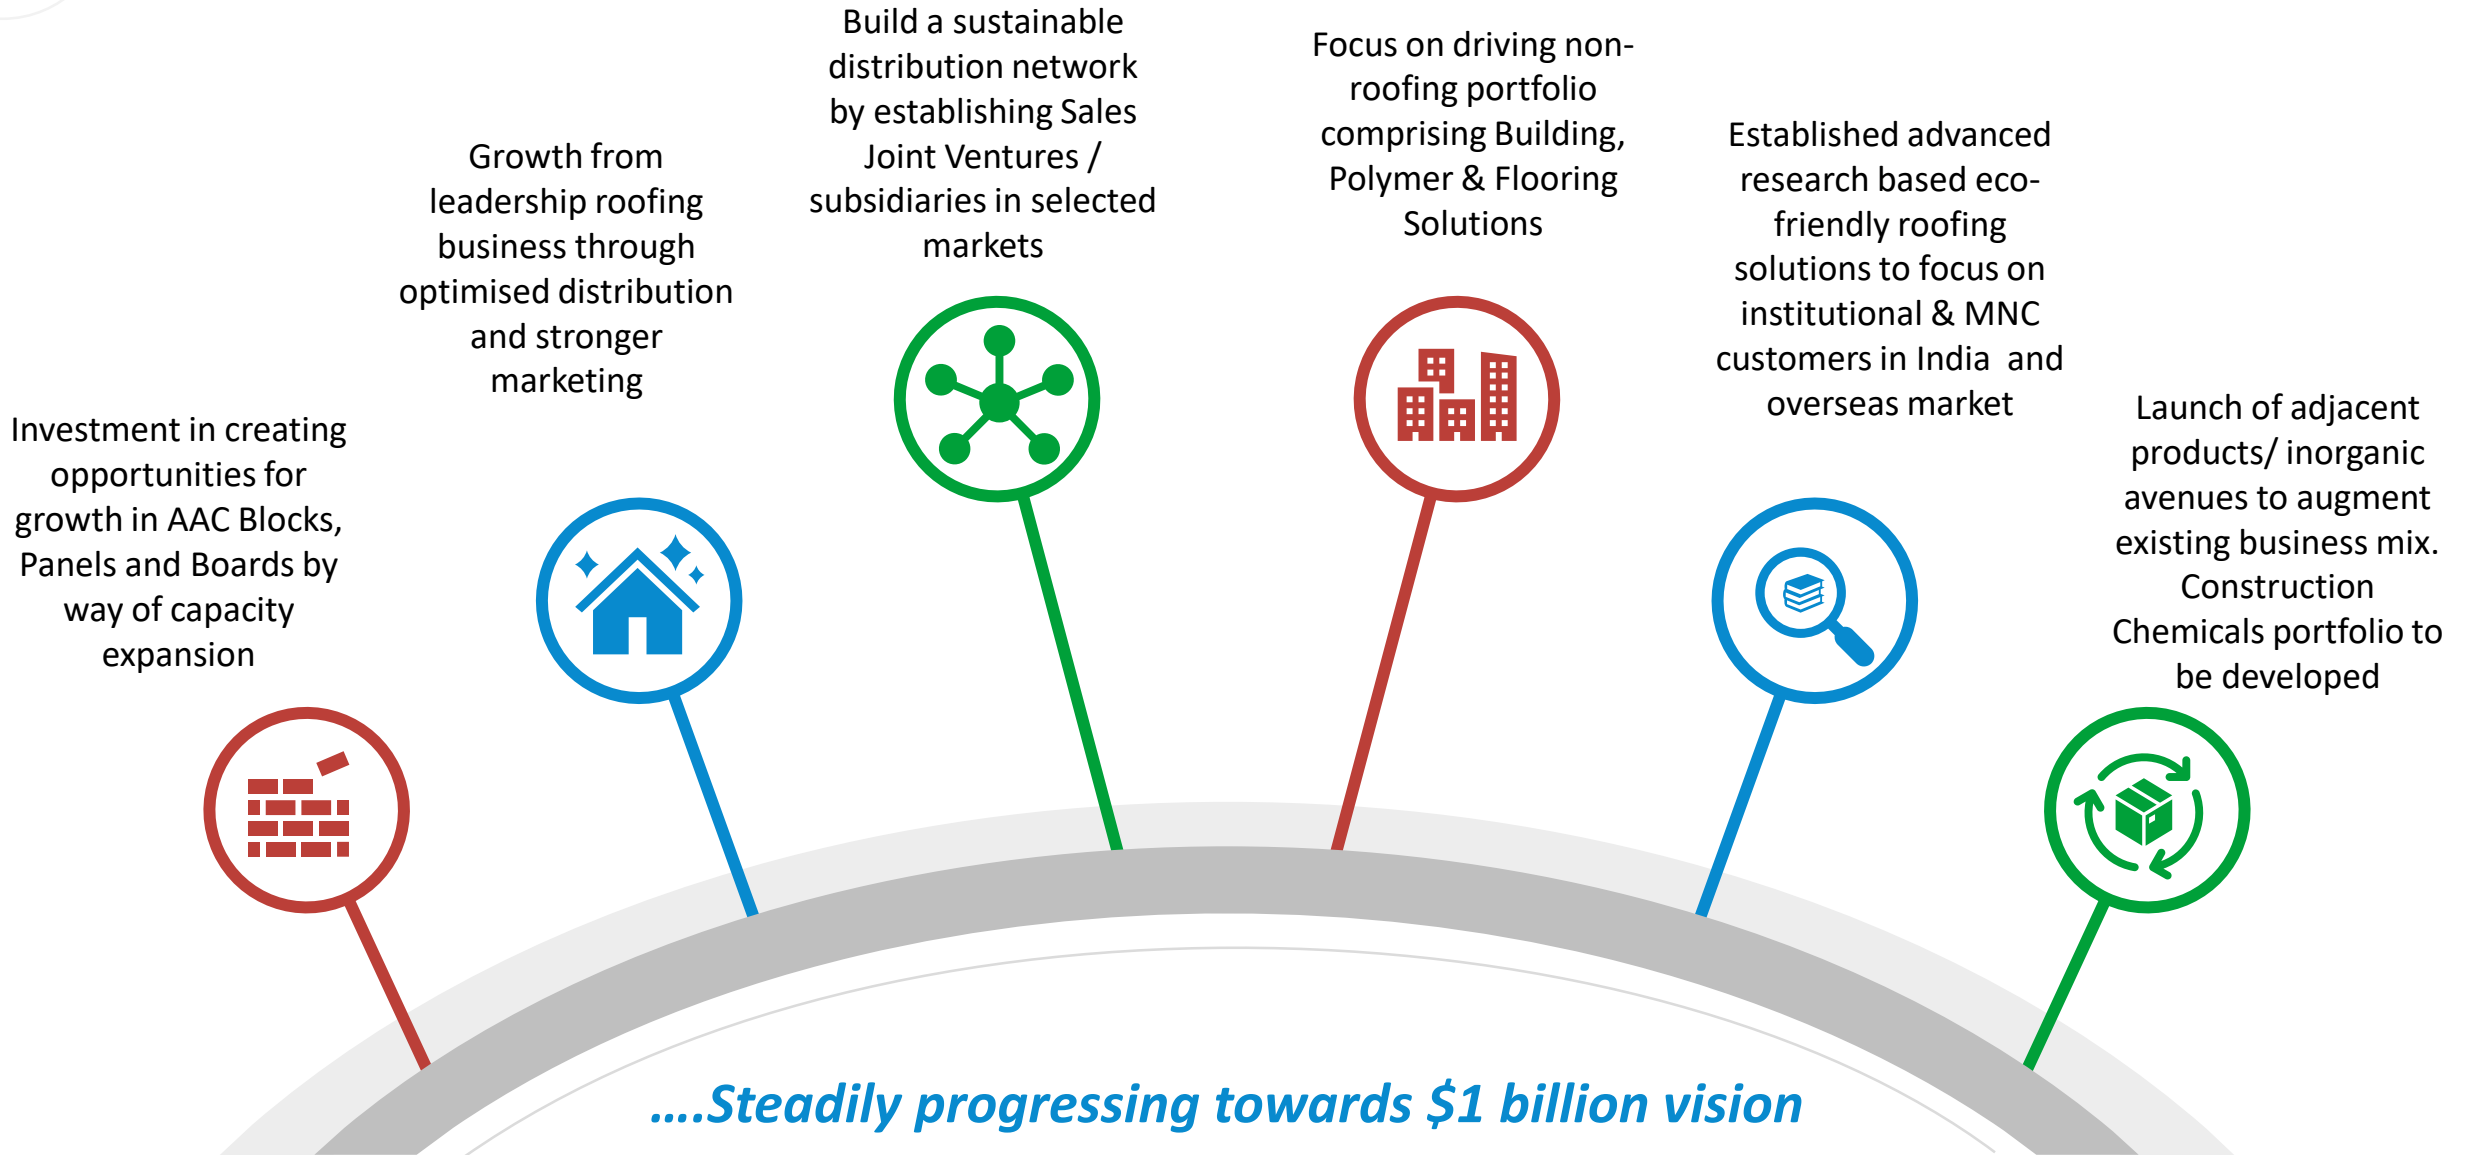 Investment in creating
opportunities for
growth in AAC Blocks,
Panels and Boards by
way of capacity
expansion
Growth from
leadership roofing
business through
optimised distribution
and stronger
marketing
Build a sustainable
distribution network
by establishing Sales
Joint Ventures /
subsidiaries in selected
markets
Focus on driving non-
roofing portfolio
comprising Building,
Polymer & Flooring
Solutions
Established advanced
research based eco-
friendly roofing
solutions to focus on
institutional & MNC
customers in India  and
overseas market
Launch of adjacent
products/ inorganic
avenues to augment
existing business mix.
Construction
Chemicals portfolio to
be developed
....Steadily progressing towards $1 billion vision